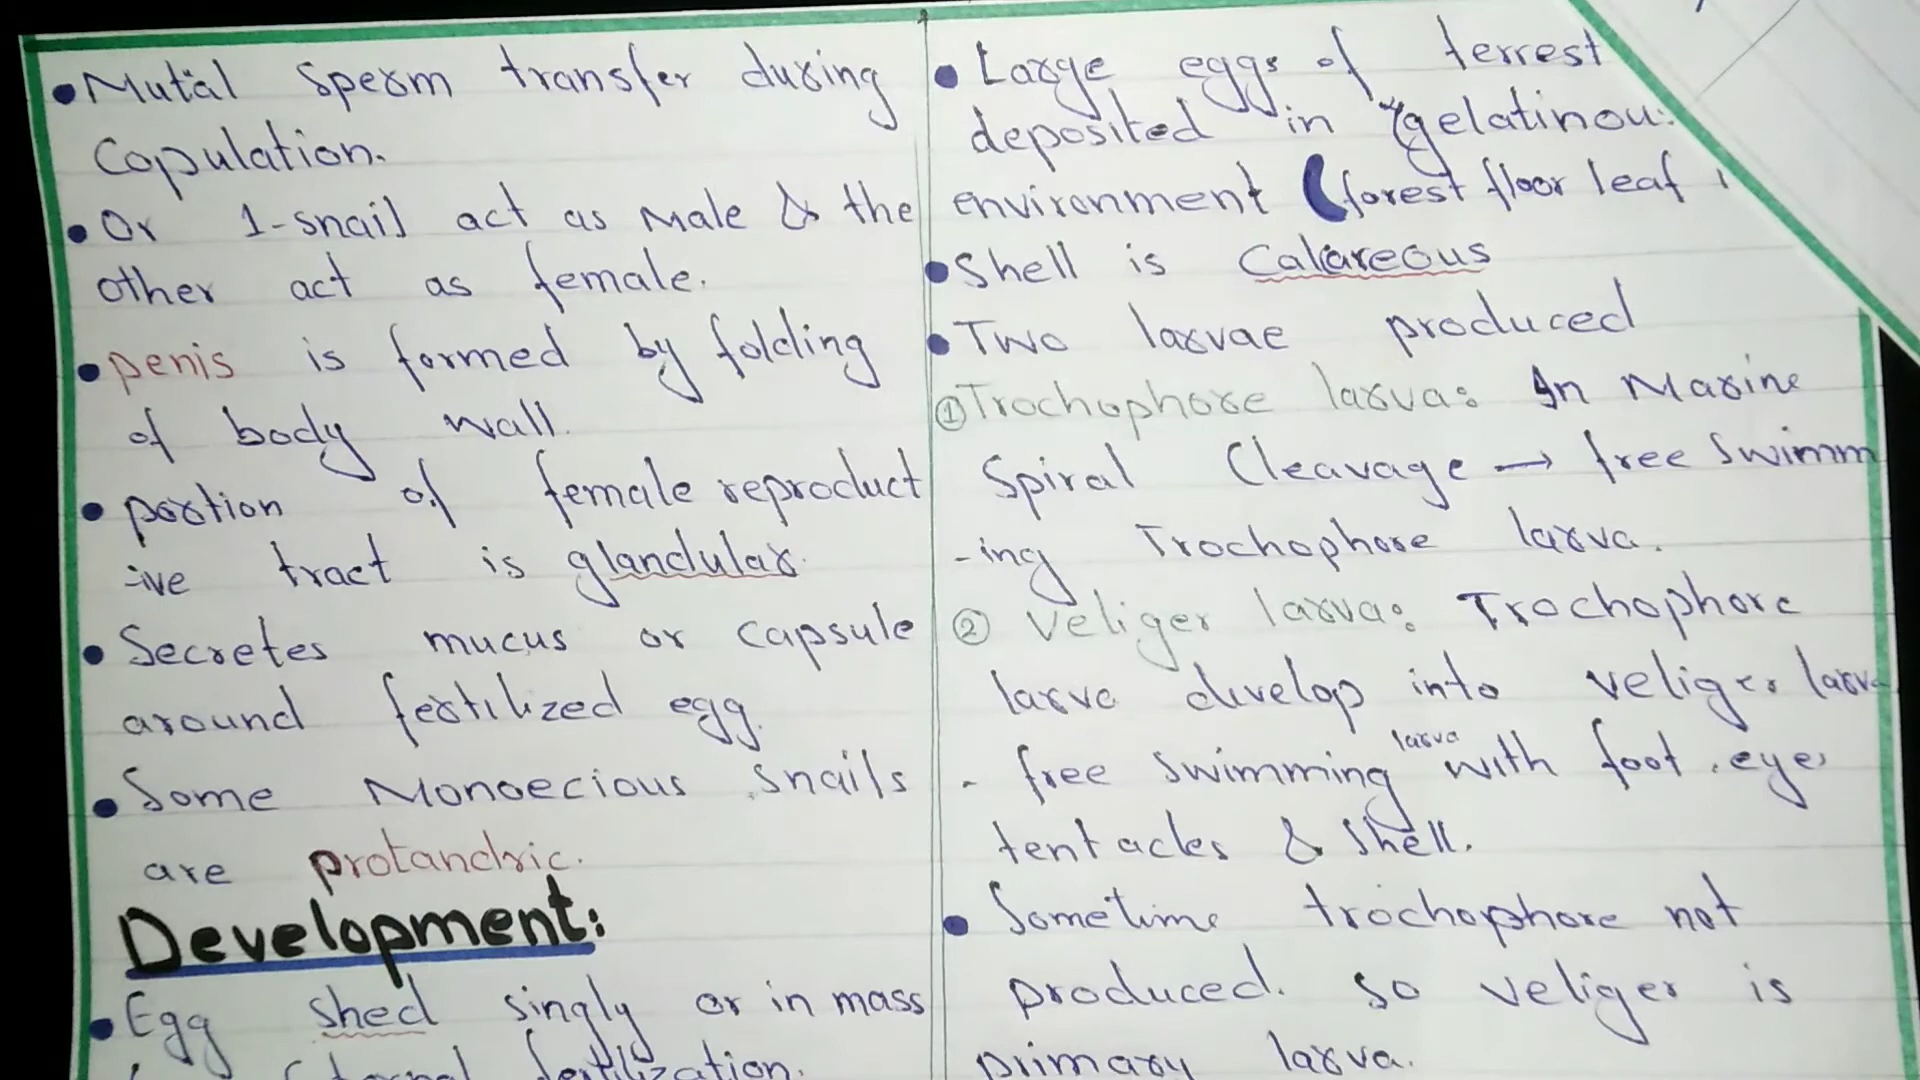 • Mutal sperm transfer during
Copulation.
• Or 1-snail act as Male & the
other act as female.
• penis is formed by folding
of body wall.
• portion of female reproduct
-ive tract is glandular.
• Secretes mucus or capsule
around fertilized egg.
• Some Monoecious snails
are protandric.
Development:
• Egg shed singly or in mass
fertilization.
• Large eggs of terrest
deposited in gelatinou
environment (forest floor leaf
• Shell is Calcareous
• Two larvae produced
① Trochophore larva: In Marine
Spiral Cleavage → free swimm
-ing Trochophore larva.
② Veliger larva: Trochophore
larve develop into veliger larva
- free swimming larva with foot, eye,
tentacles & shell.
• Sometime trochophore not
produced. so veliger is
primary larva.